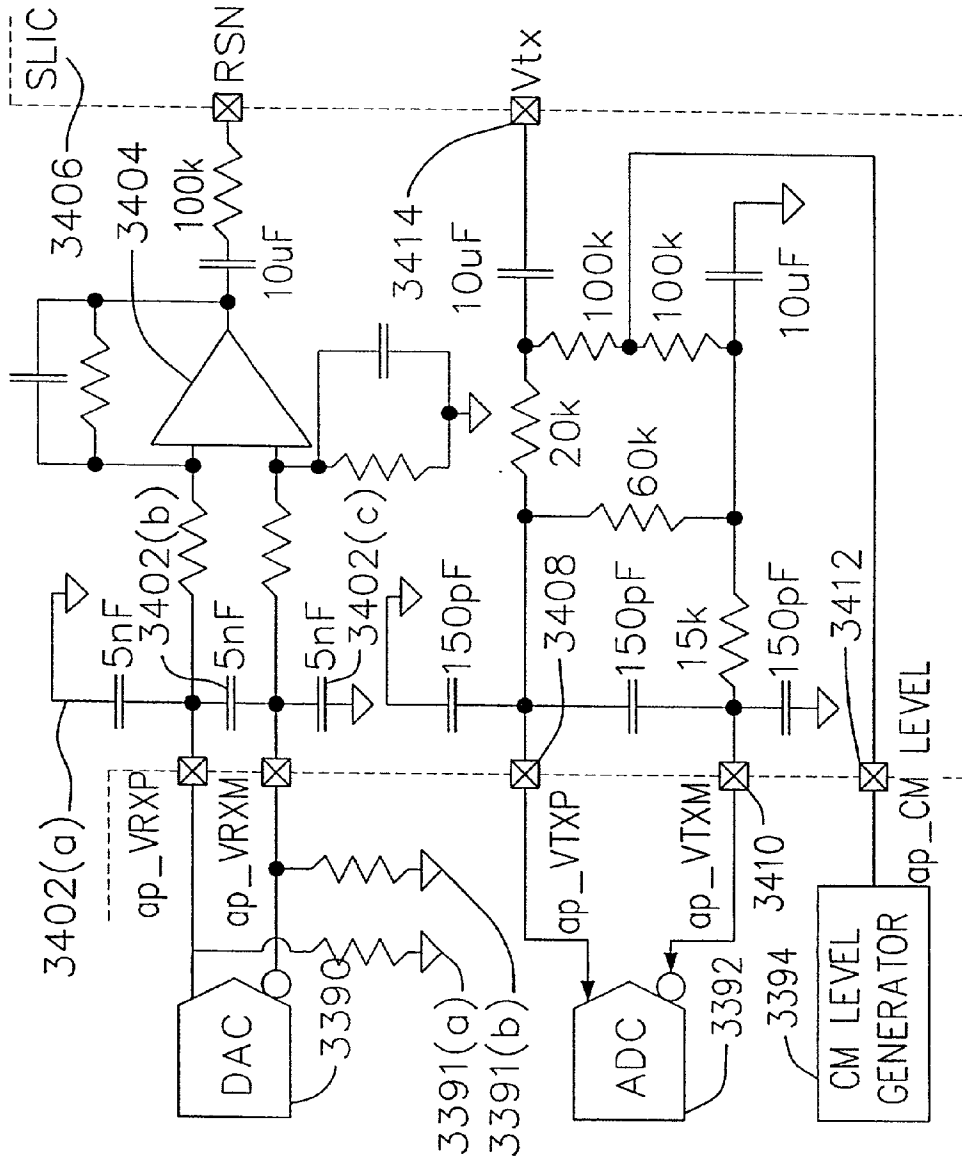 SLIC
3406
3404
RSN
100k
10uF
3402(a)
5nF
3402(b)
5nF
5nF
3402(c)
ap_VRXP
ap_VRXM
DAC
3390
3391(a)
3391(b)
3414
Vtx
10uF
100k
100k
10uF
20k
60k
150pF
150pF
15k
150pF
3408
ap_VTXP
ap_VTXM
3410
ADC
3392
3412
ap_CM LEVEL
CM LEVEL
GENERATOR
3394